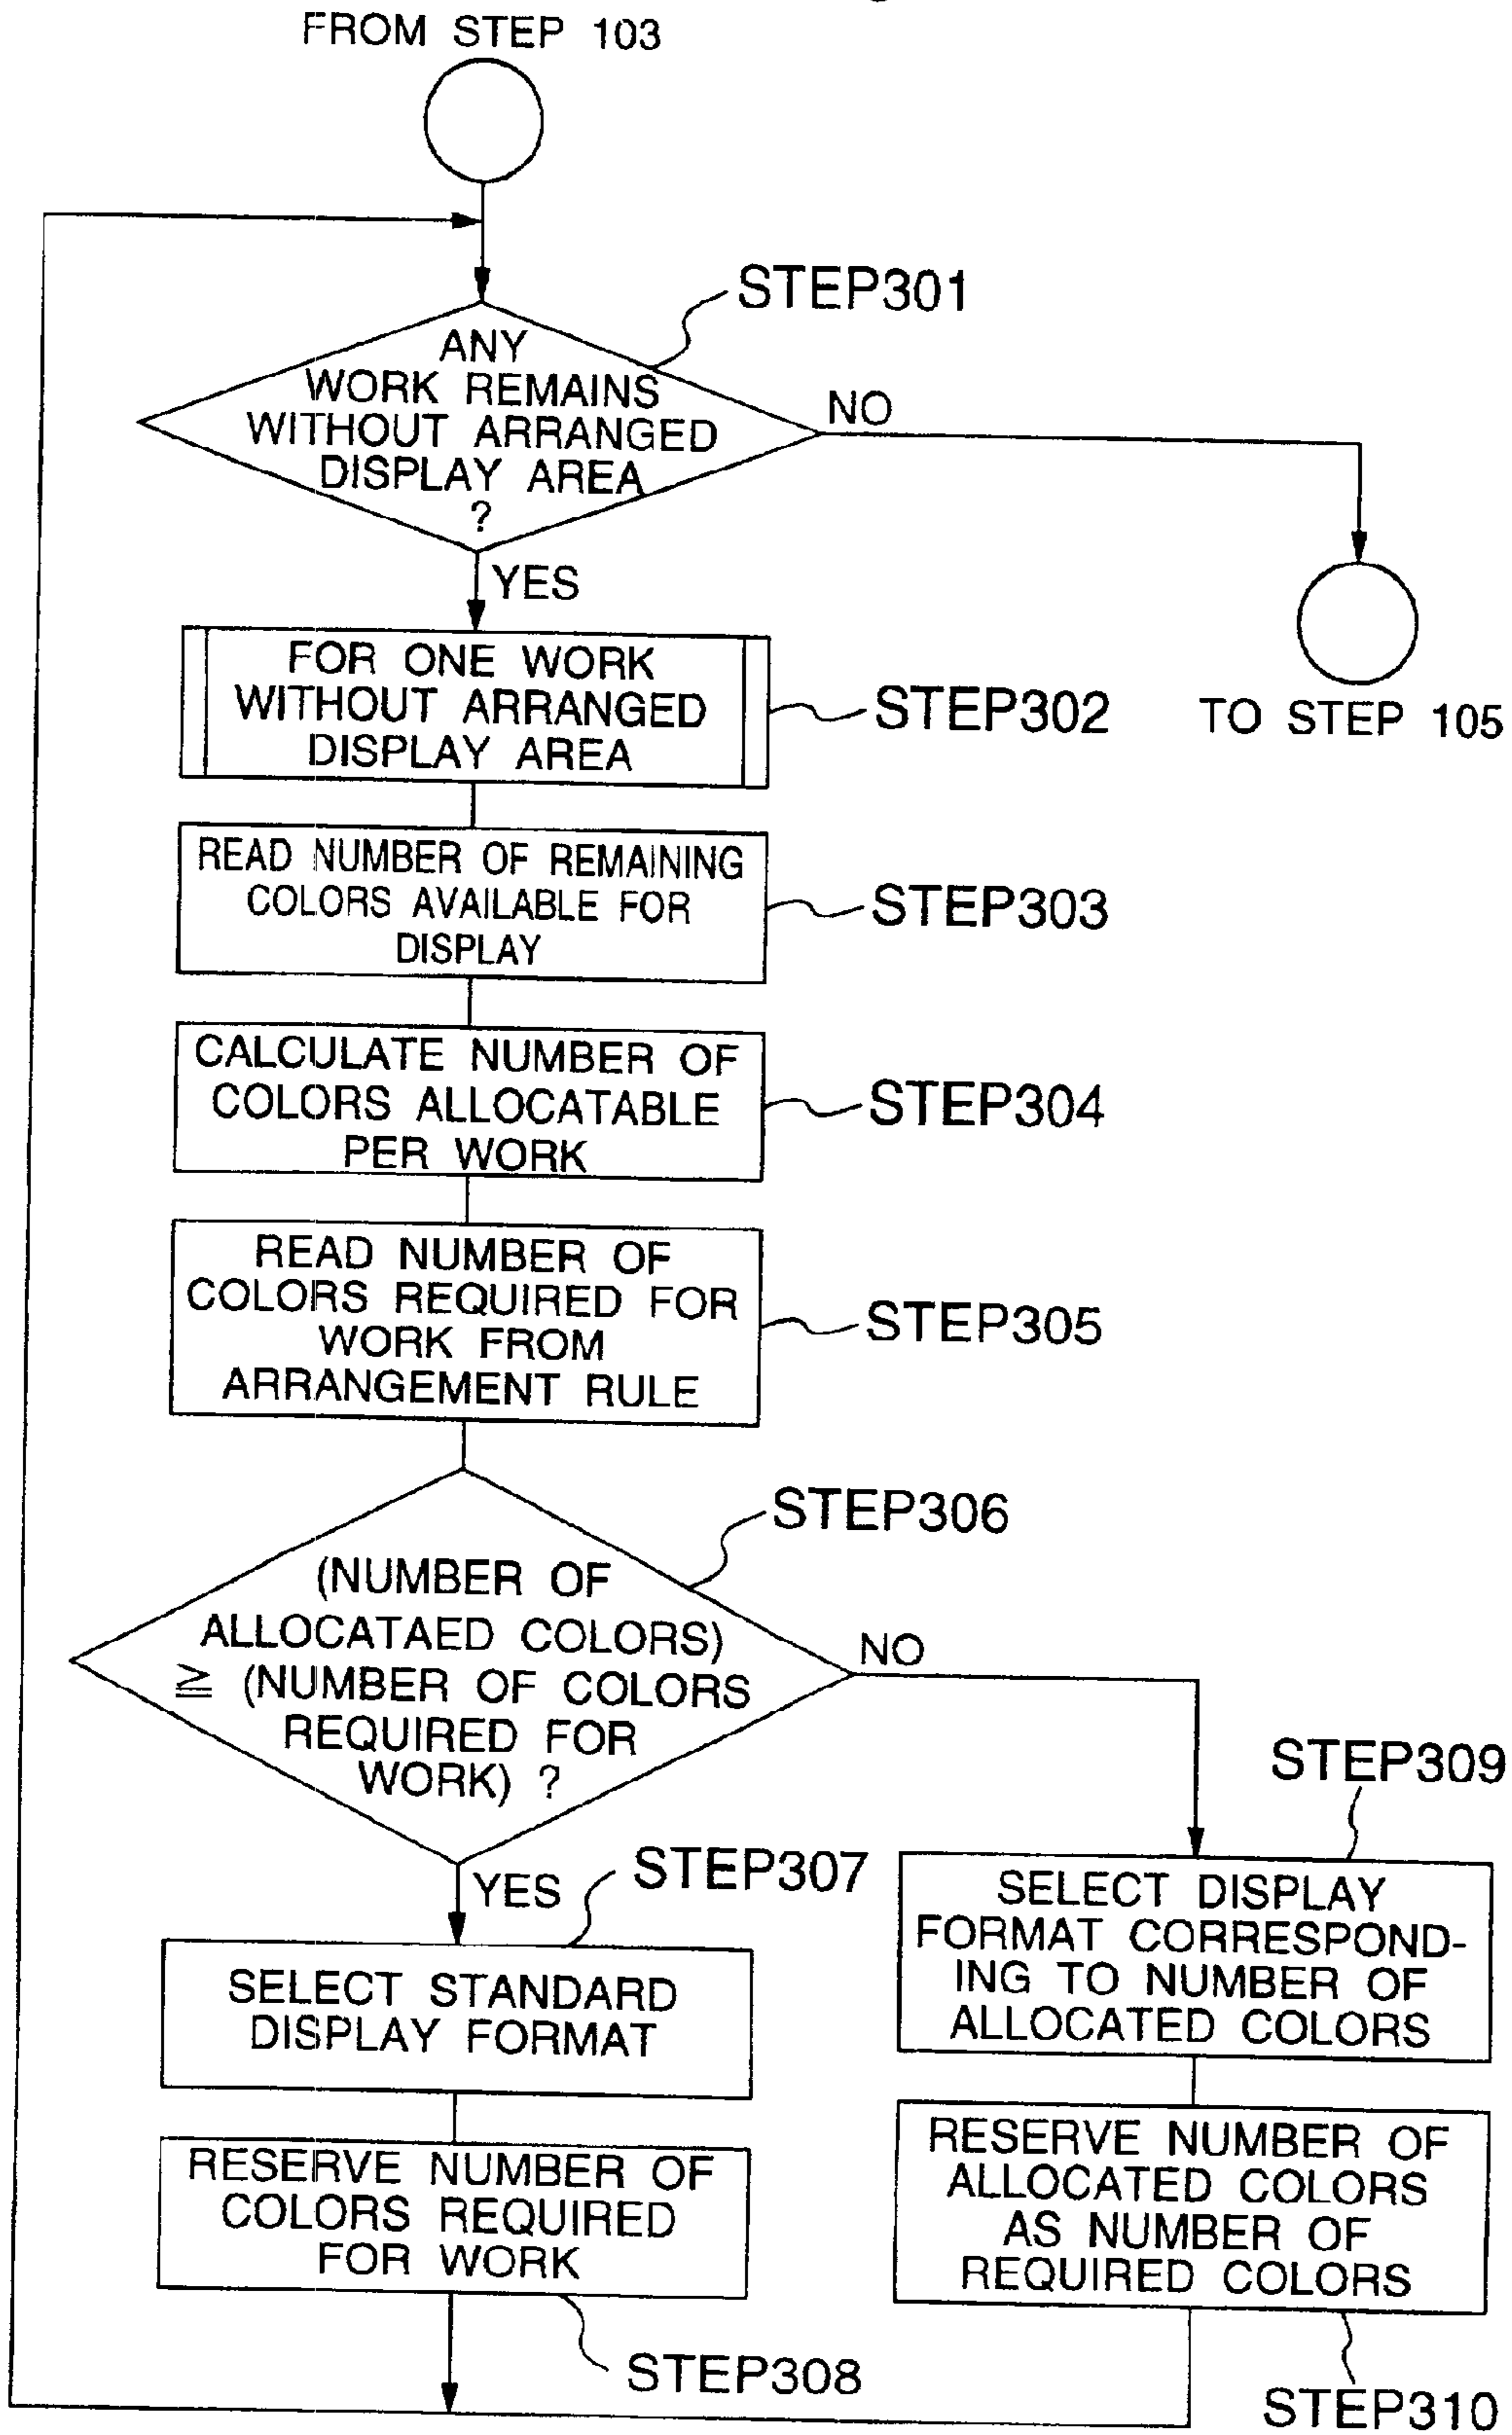 FROM STEP 103
STEP301
ANY
WORK REMAINS
WITHOUT ARRANGED
DISPLAY AREA
?
NO
YES
FOR ONE WORK
WITHOUT ARRANGED
DISPLAY AREA
STEP302
TO STEP 105
READ NUMBER OF REMAINING
COLORS AVAILABLE FOR
DISPLAY
STEP303
CALCULATE NUMBER OF
COLORS ALLOCATABLE
PER WORK
STEP304
READ NUMBER OF
COLORS REQUIRED FOR
WORK FROM
ARRANGEMENT RULE
STEP305
STEP306
(NUMBER OF
ALLOCATAED COLORS)
≧ (NUMBER OF COLORS
REQUIRED FOR
WORK) ?
NO
YES
STEP307
SELECT STANDARD
DISPLAY FORMAT
RESERVE NUMBER OF
COLORS REQUIRED
FOR WORK
STEP308
STEP309
SELECT DISPLAY
FORMAT CORRESPOND-
ING TO NUMBER OF
ALLOCATED COLORS
RESERVE NUMBER OF
ALLOCATED COLORS
AS NUMBER OF
REQUIRED COLORS
STEP310